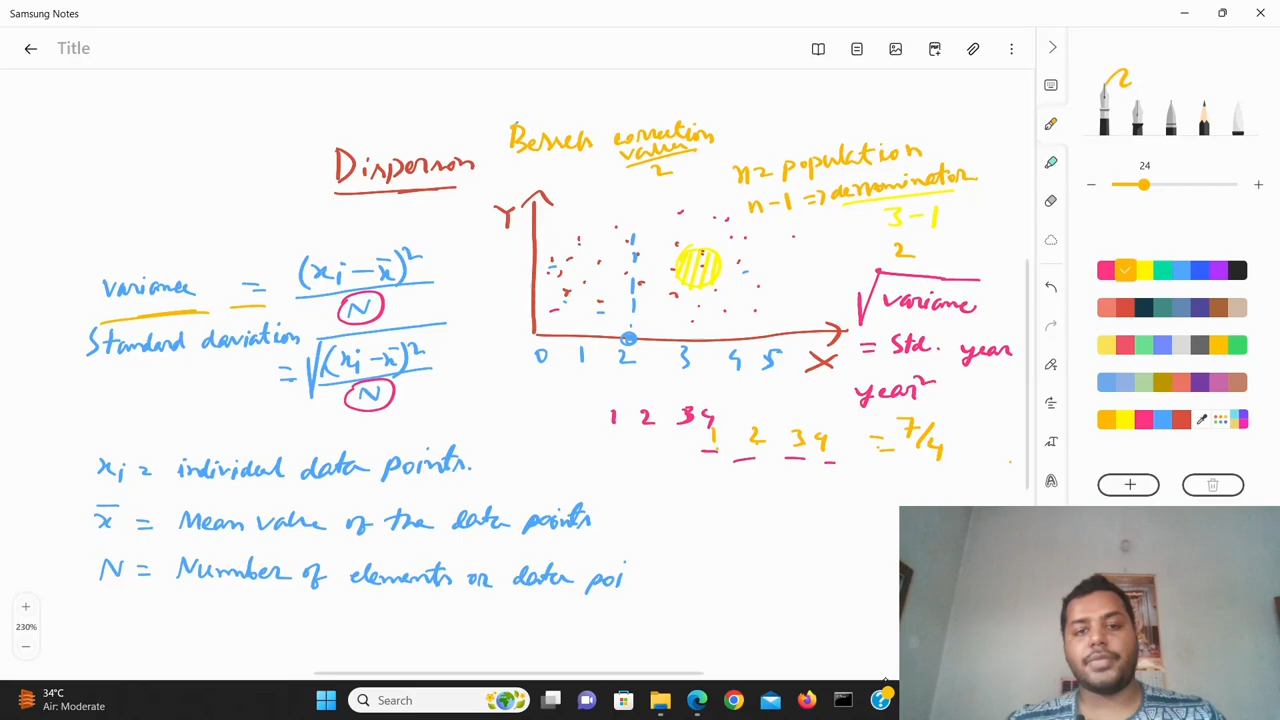 Samsung Notes
Title
Bessels correction
value
2
Disperson
n = population
n-1 => denominator
3-1
2
Y
variance = (xi - x̄)²
N
√variance
Standard daviation
= √(xi - x̄)²
N
= Std. year
year²
0 1 2 3 4 5 X
1 2 3 4
1 2 3 4 = 7/4
xi = individual data points.
x̄ = Mean value of the data points
N = Number of elements or data poi
24
230%
34°C
Air: Moderate
Search